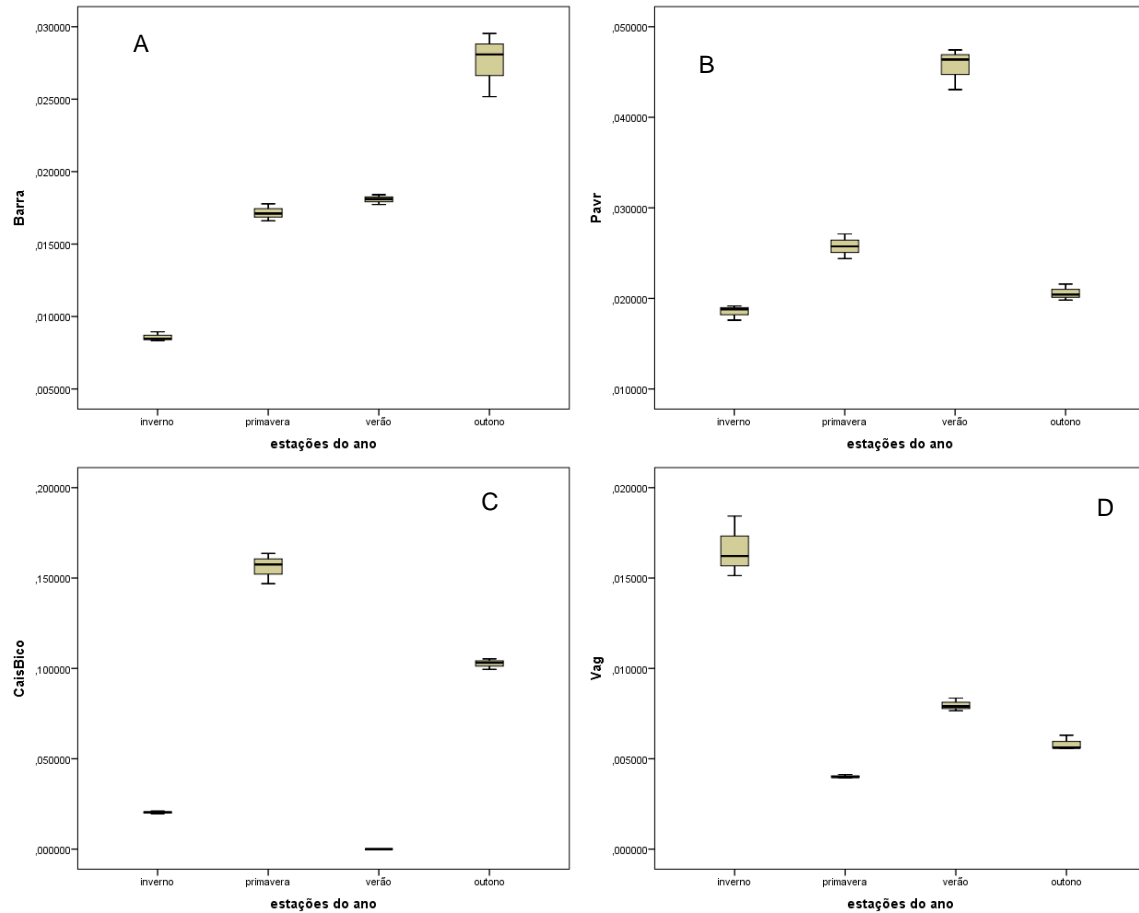 A
,030000
,025000
,020000
,015000
,010000
,005000
Barra
inverno primavera verão outono
estações do ano
B
,050000
,040000
,030000
,020000
,010000
Pavr
inverno primavera verão outono
estações do ano
C
,200000
,150000
,100000
,050000
,000000
CaisBico
inverno primavera verão outono
estações do ano
D
,020000
,015000
,010000
,005000
,000000
Vag
inverno primavera verão outono
estações do ano